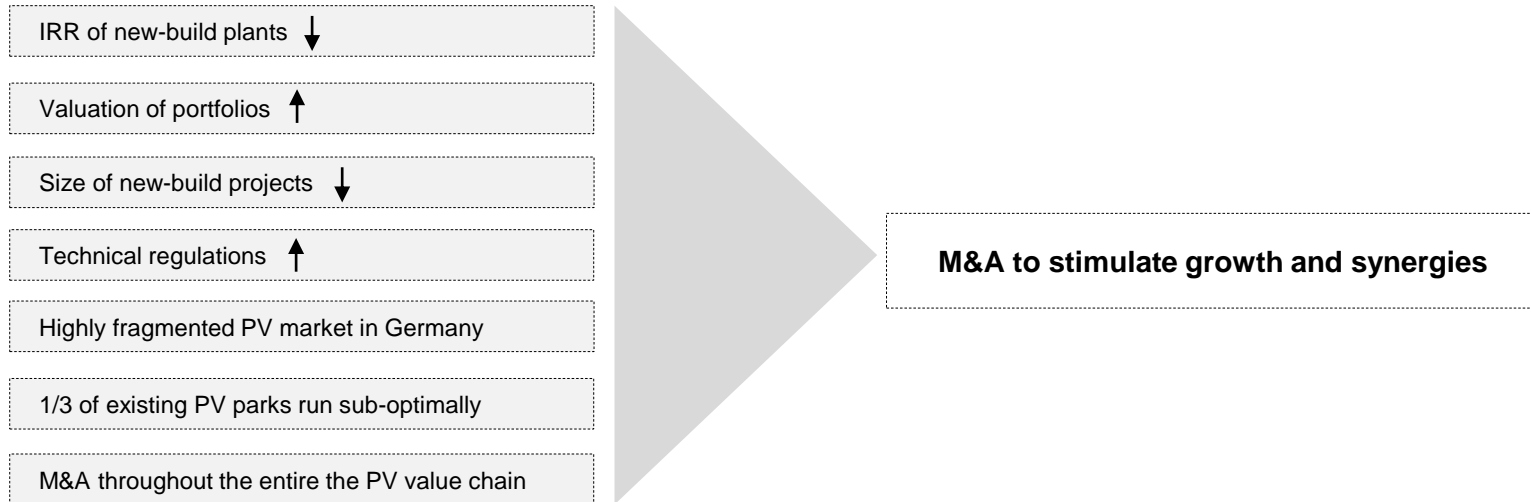 IRR of new-build plants ↓
Valuation of portfolios ↑
Size of new-build projects ↓
Technical regulations ↑
Highly fragmented PV market in Germany
1/3 of existing PV parks run sub-optimally
M&A throughout the entire the PV value chain
M&A to stimulate growth and synergies